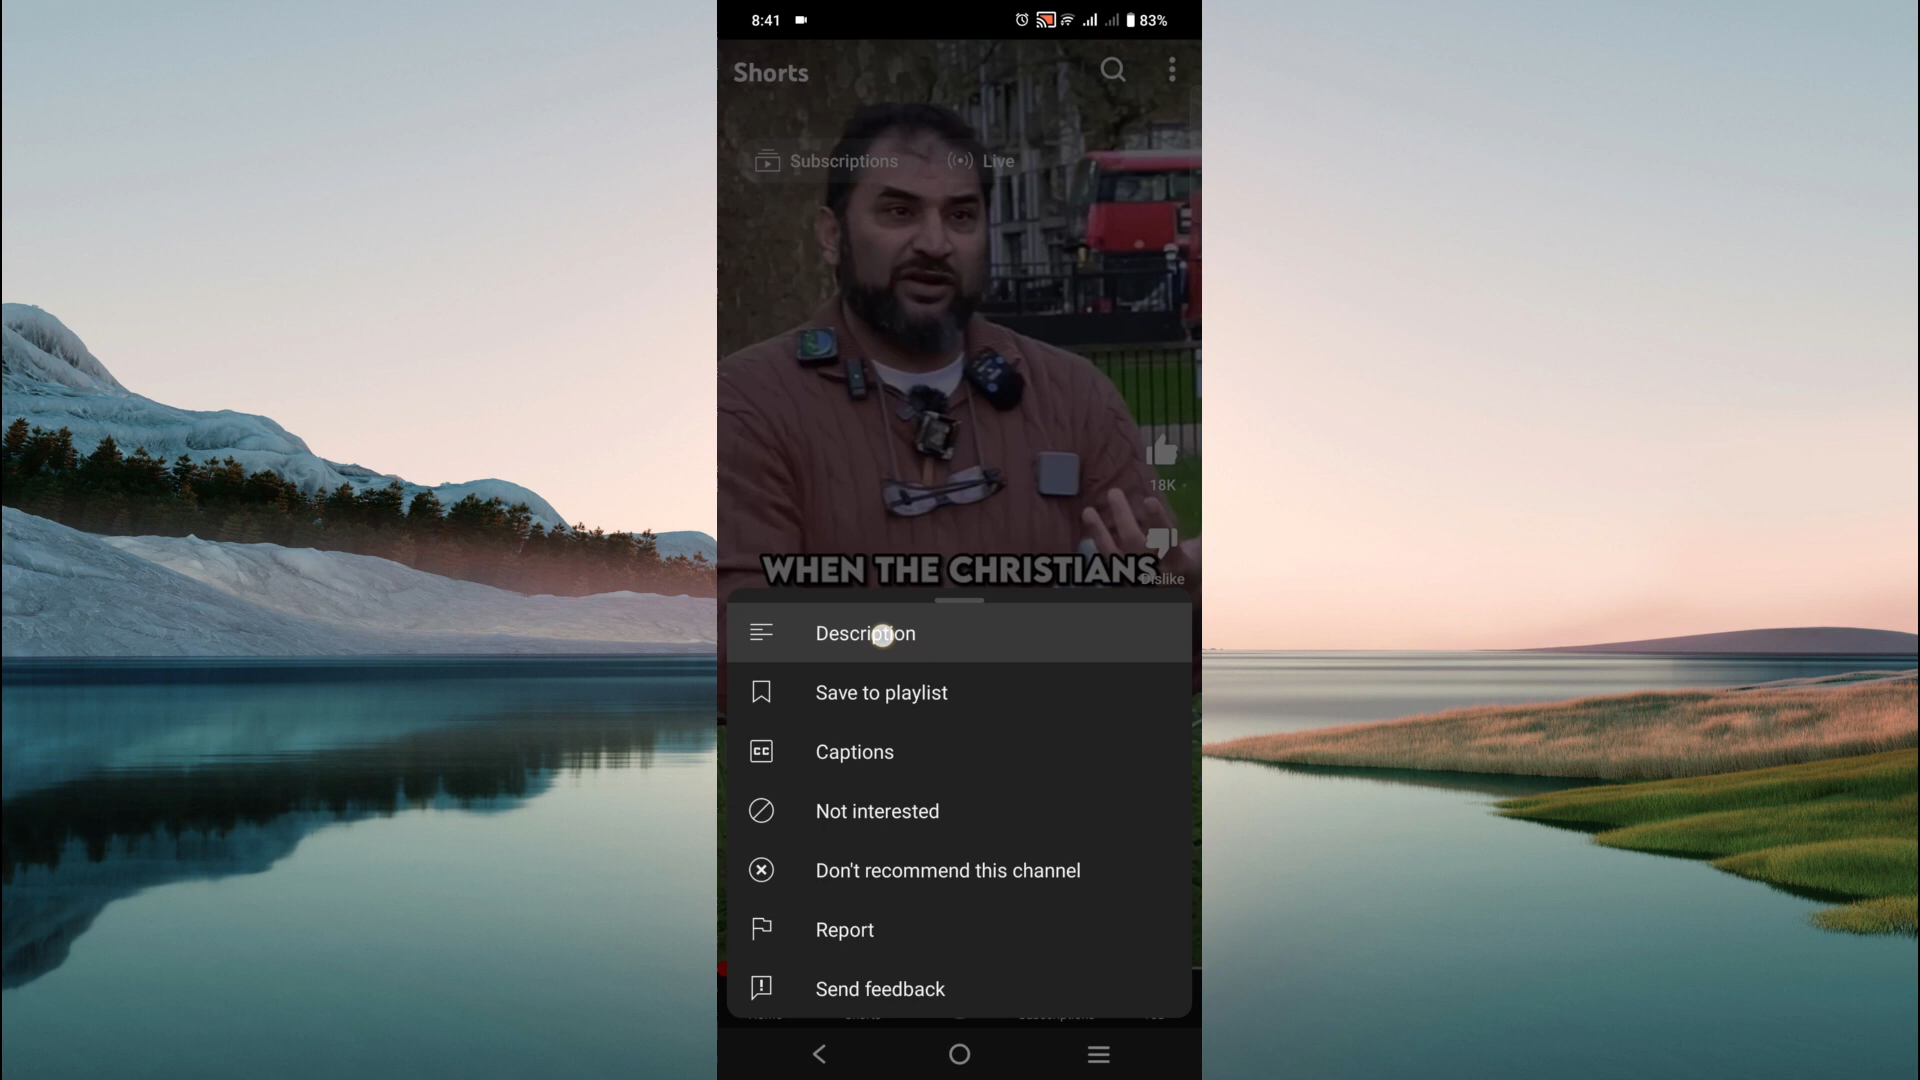 8:41
83%
Shorts
Subscriptions
Live
18K
WHEN THE CHRISTIANS
Dislike
Description
Save to playlist
CC
Captions
Not interested
Don't recommend this channel
Report
Send feedback